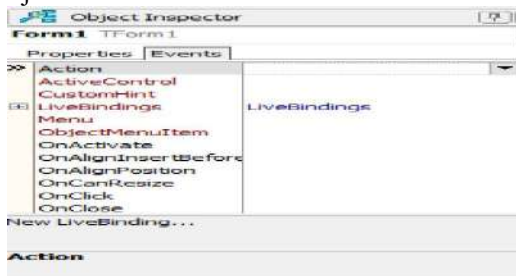 Object Inspector
Form1 TForm1
Properties Events
Action
ActiveControl
CustomHint
LiveBindings LiveBindings
Menu
ObjectMenuItem
OnActivate
OnAlignInsertBefore
OnAlignPosition
OnCanResize
OnClick
OnClose
New LiveBinding...
Action